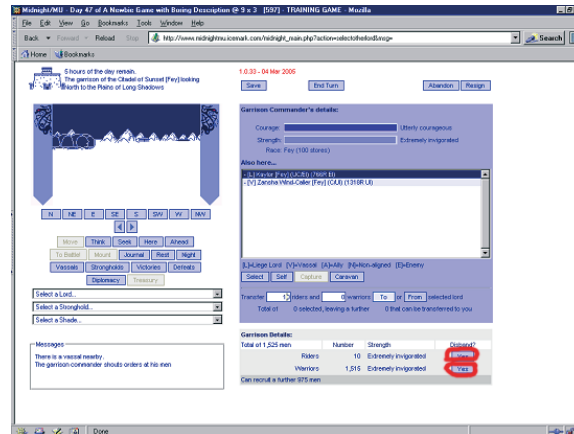 Midnight/MU - Day 47 of A Newbie Game with Boring Description @ 9 x 3 [597] - TRAINING GAME - Mozilla
File Edit View Go Bookmarks Tools Window Help
Back Forward Reload Stop http://www.midnightmu.icemark.com/midnight_main.php?action=selectotherlord&msg= Search
Home Bookmarks
5 hours of the day remain.
The garrison of the Citadel of Sunset [Fey] looking
North to the Plains of Long Shadows
N NE E SE S SW W NW
Move Think Seek Here Ahead
To Battle! Mount Journal Rest Night
Vassals Strongholds Victories Defeats
Diplomacy Treasury
Select a Lord...
Select a Stronghold...
Select a Shade...
Messages
There is a vassal nearby.
The garrison commander shouts orders at his men
1.0.33 - 04 Mar 2005
Save End Turn Abandon Resign
Garrison Commander's details:
Courage: Utterly courageous
Strength: Extremely invigorated
Race: Fey (100 stores)
Also here...
- [L] Kaylor [Fey]
- [V] Zansha Wind-Caller [Fey] (C/UI) (1318R,UI)
[L]=Liege Lord [V]=Vassal [A]=Ally [N]=Non-aligned [E]=Enemy
Select Self Capture Caravan
Transfer 1 riders and 0 warriors To or From selected lord
Total of 0 selected, leaving a further 0 that can be transferred to you
Garrison Details:
Total of 1,525 men Number Strength Disband?
Riders 10 Extremely invigorated Yes
Warriors 1,515 Extremely invigorated Yes
Can recruit a further 975 men
Done